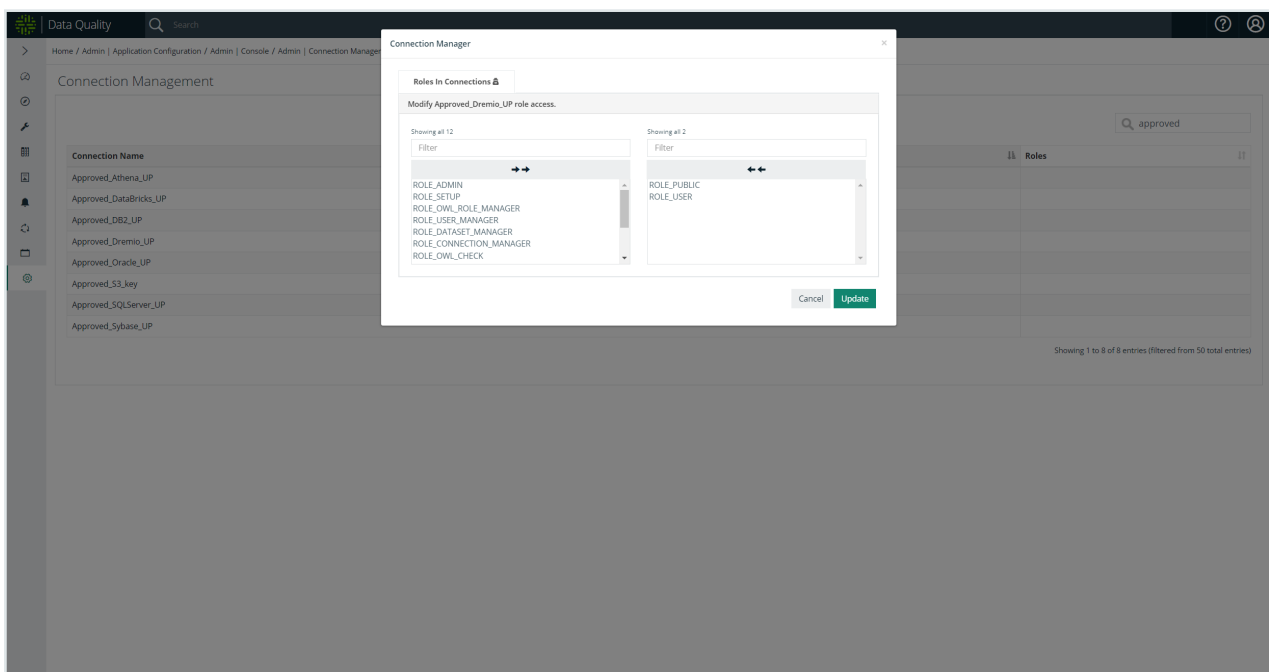 Data Quality
Search
Home / Admin | Application Configuration / Admin | Console / Admin | Connection Manager
Connection Management
approved
Connection Name
Roles
Approved_Athena_UP
Approved_DataBricks_UP
Approved_DB2_UP
Approved_Dremio_UP
Approved_Oracle_UP
Approved_S3_key
Approved_SQLServer_UP
Approved_Sybase_UP
Showing 1 to 8 of 8 entries (filtered from 50 total entries)
Connection Manager
×
Roles In Connections
Modify Approved_Dremio_UP role access.
Showing all 12
Filter
ROLE_ADMIN
ROLE_SETUP
ROLE_OWL_ROLE_MANAGER
ROLE_USER_MANAGER
ROLE_DATASET_MANAGER
ROLE_CONNECTION_MANAGER
ROLE_OWL_CHECK
Showing all 2
Filter
ROLE_PUBLIC
ROLE_USER
Cancel
Update